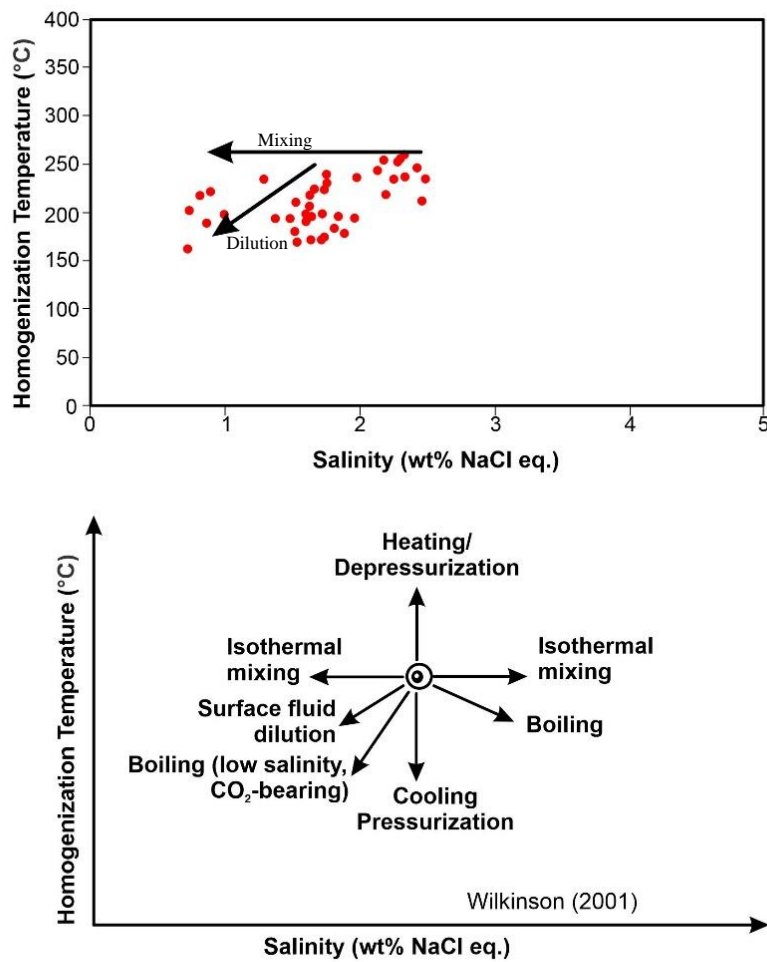 400
350
300
250
200
150
100
50
0
Homogenization Temperature (°C)
Mixing
Dilution
0 1 2 3 4 5
Salinity (wt% NaCl eq.)
Heating/
Depressurization
Isothermal
mixing
Isothermal
mixing
Surface fluid
dilution
Boiling
Boiling (low salinity,
CO₂-bearing)
Cooling
Pressurization
Homogenization Temperature (°C)
Wilkinson (2001)
Salinity (wt% NaCl eq.)